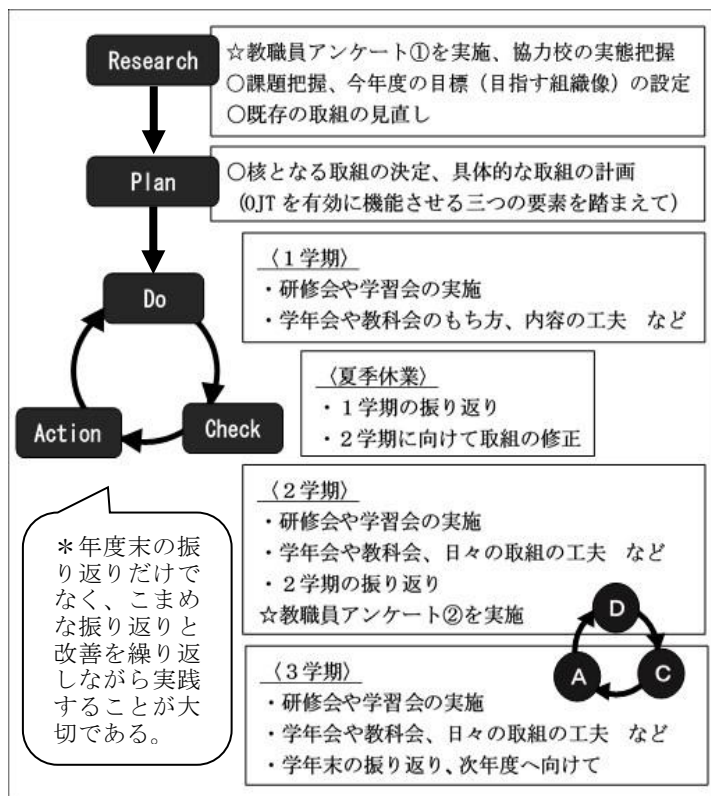 Research
☆教職員アンケート①を実施、協力校の実態把握
○課題把握、今年度の目標（目指す組織像）の設定
○既存の取組の見直し
Plan
○核となる取組の決定、具体的な取組の計画
（OJTを有効に機能させる三つの要素を踏まえて）
Do
〈１学期〉
・研修会や学習会の実施
・学年会や教科会のもち方、内容の工夫　など
Action
Check
〈夏季休業〉
・１学期の振り返り
・２学期に向けて取組の修正
＊年度末の振
り返りだけで
なく、こまめ
な振り返りと
改善を繰り返
しながら実践
することが大
切である。
〈２学期〉
・研修会や学習会の実施
・学年会や教科会、日々の取組の工夫　など
・２学期の振り返り
☆教職員アンケート②を実施
D
A
C
〈３学期〉
・研修会や学習会の実施
・学年会や教科会、日々の取組の工夫　など
・学年末の振り返り、次年度へ向けて